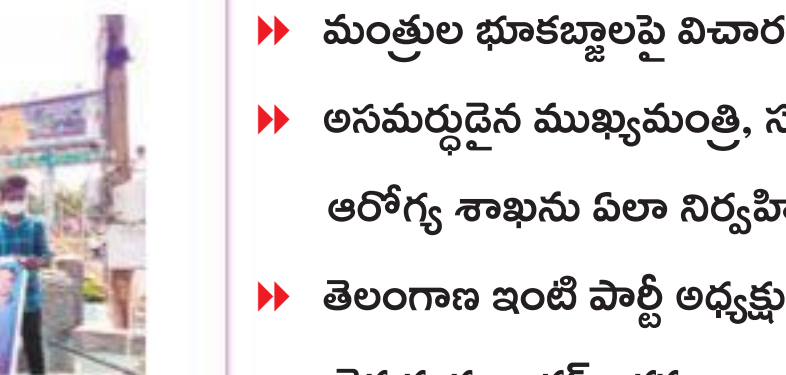 మంత్రుల భూకబ్జాలపై విచార
అసమర్థుడైన ముఖ్యమంత్రి, స
ఆరోగ్య శాఖను ఏలా నిర్వహి
తెలంగాణ ఇంటి పార్టీ అధ్యక్షు